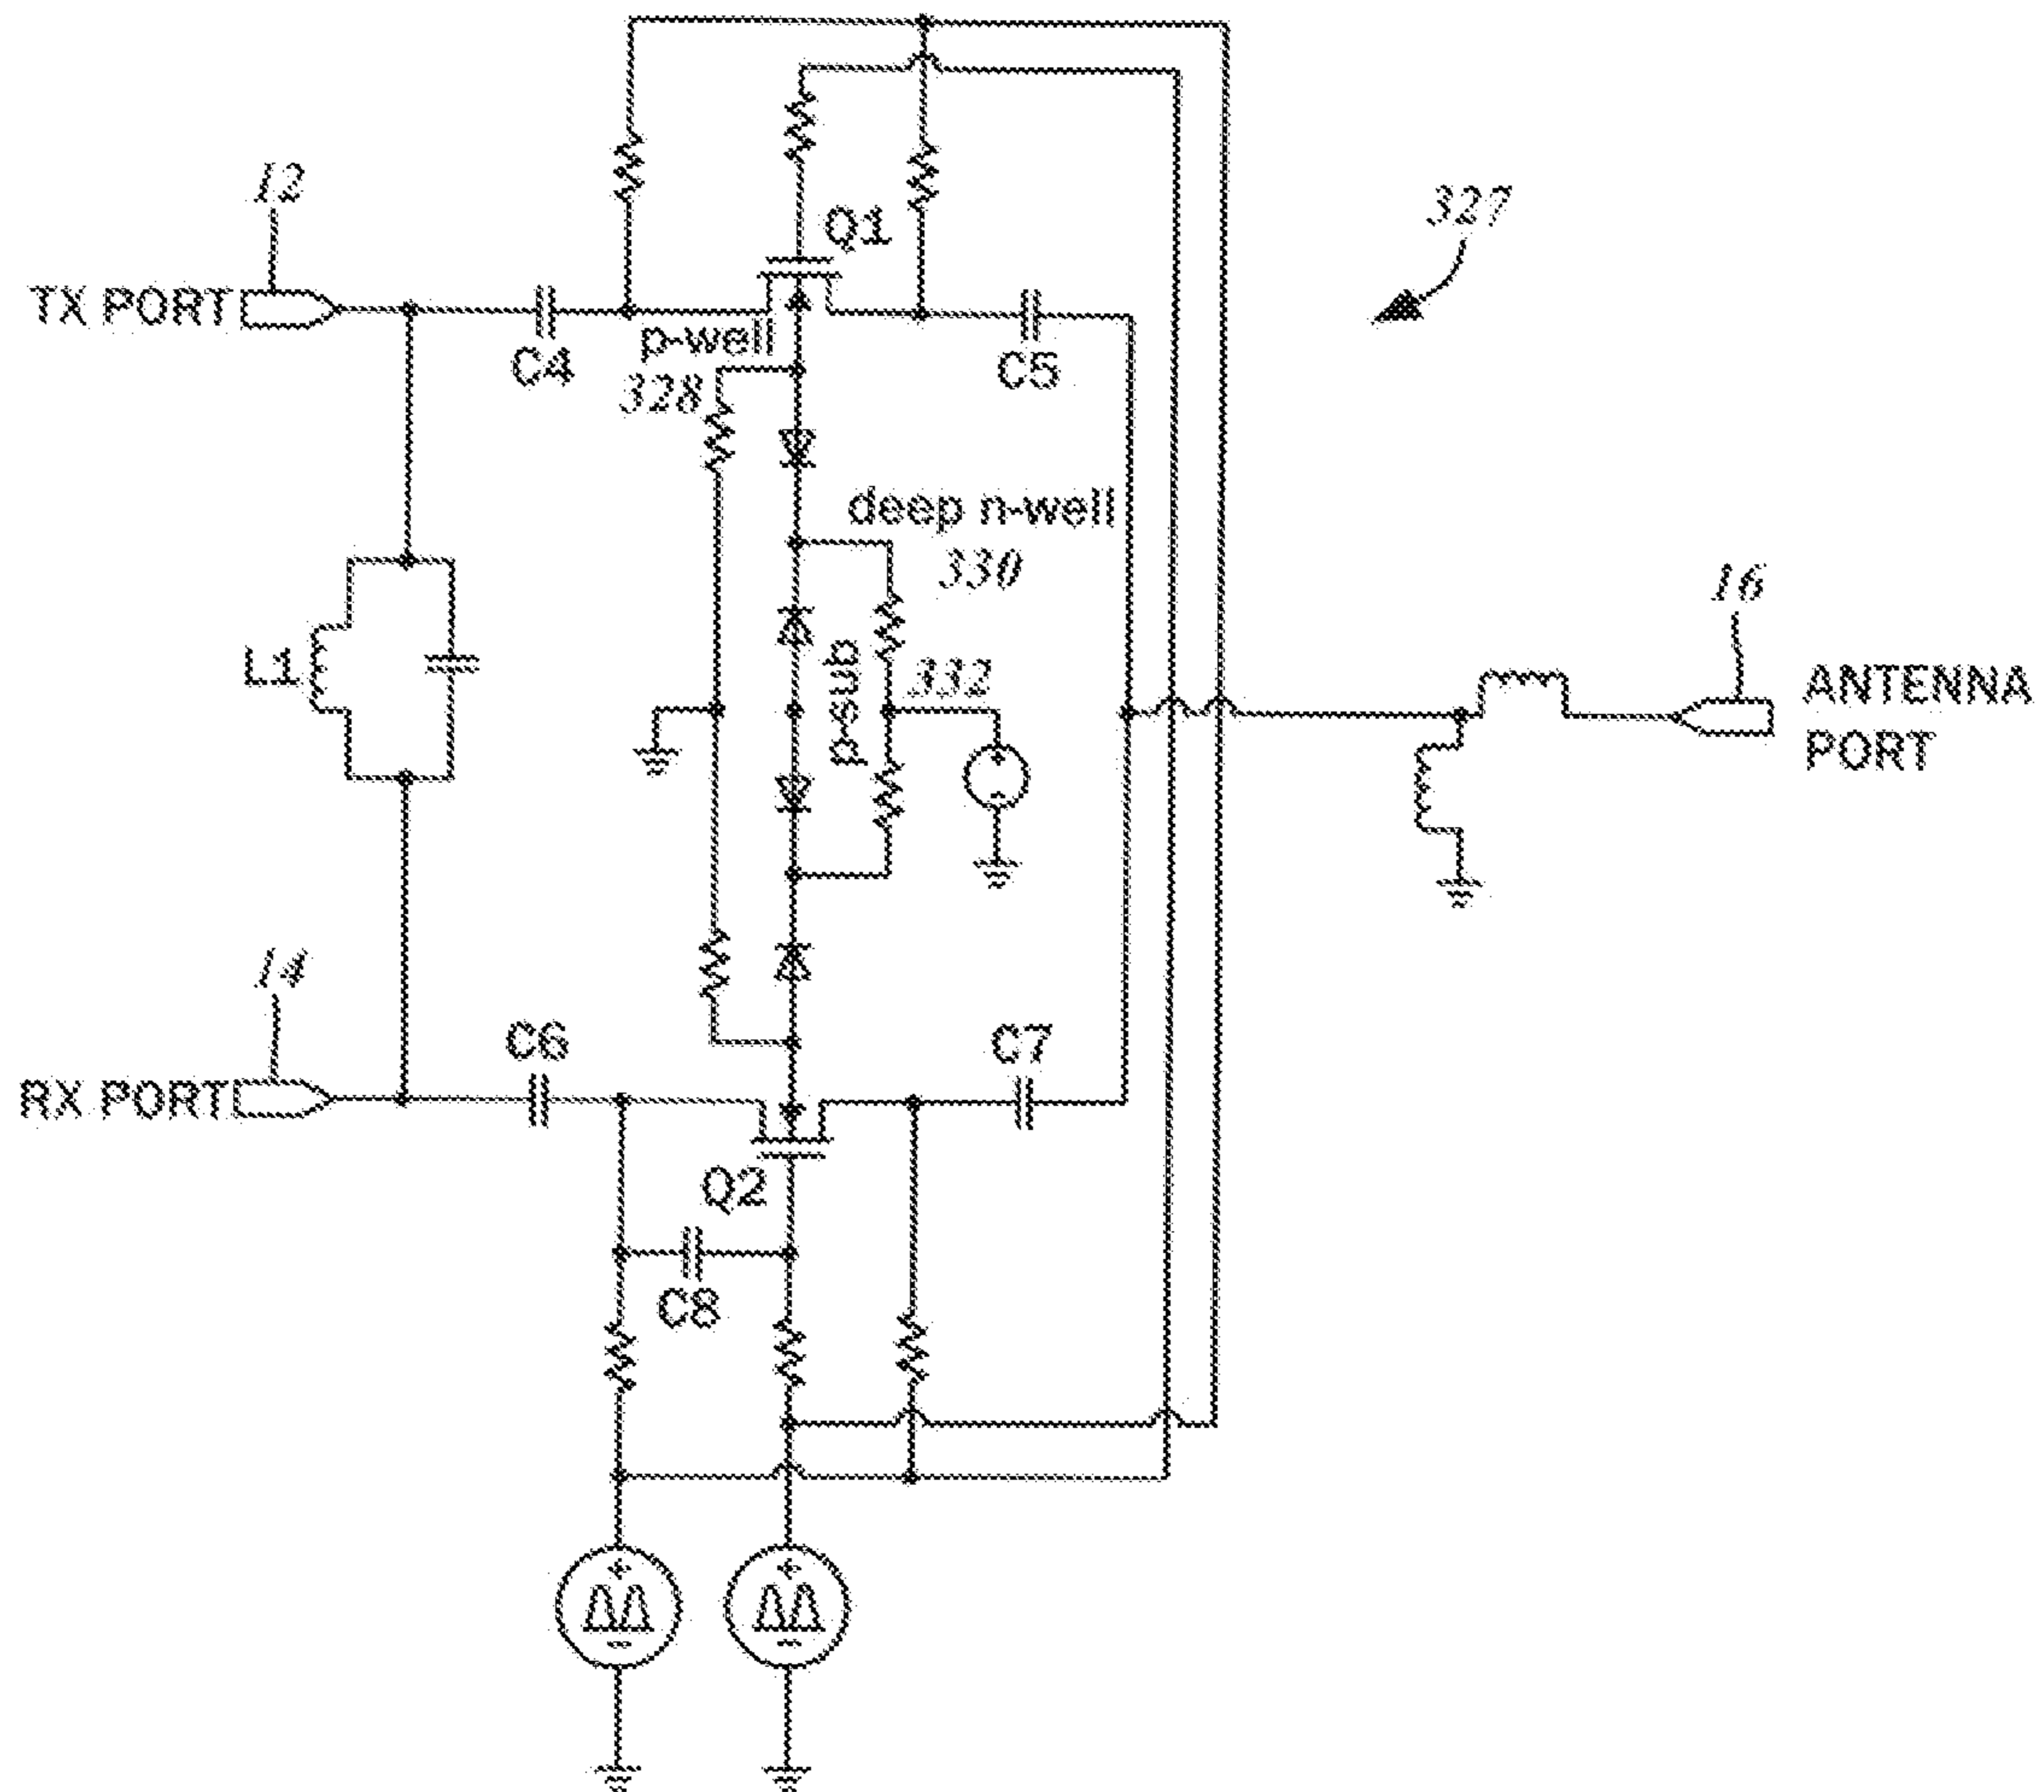 12
Q1
327
TX PORT
C4
p-well
328
C5
deep n-well
330
16
L1
p-sub
332
ANTENNA
PORT
14
C6
C7
RX PORT
Q2
C8